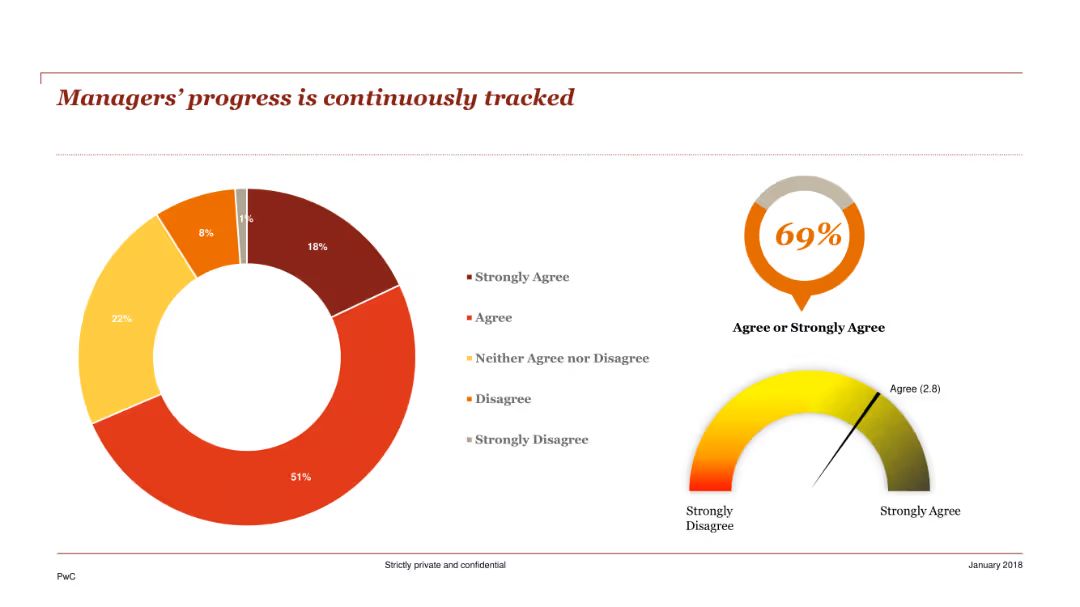 Managers' progress is continuously tracked
1%
18%
8%
22%
51%
Strongly Agree
Agree
Neither Agree nor Disagree
Disagree
Strongly Disagree
69%
Agree or Strongly Agree
Agree (2.8)
Strongly
Disagree
Strongly Agree
Strictly private and confidential
January 2018
PwC